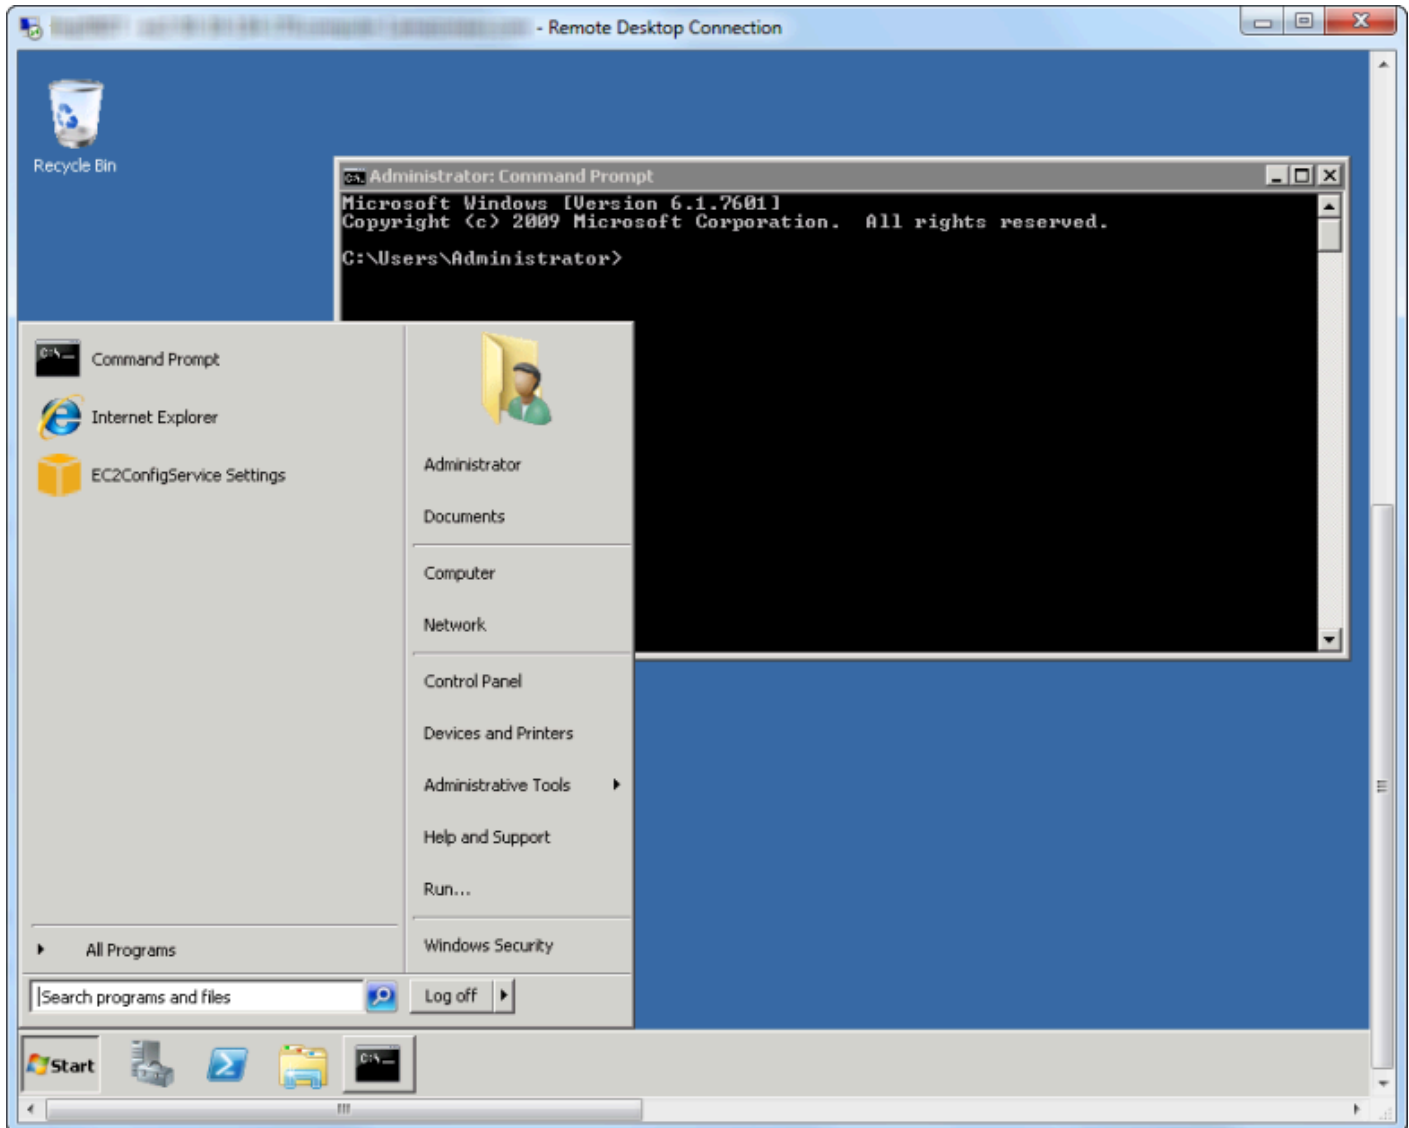 - Remote Desktop Connection
Recycle Bin
Administrator: Command Prompt
Microsoft Windows [Version 6.1.7601]
Copyright (c) 2009 Microsoft Corporation.  All rights reserved.
C:\Users\Administrator>
Command Prompt
Internet Explorer
EC2ConfigService Settings
All Programs
Search programs and files
Administrator
Documents
Computer
Network
Control Panel
Devices and Printers
Administrative Tools
Help and Support
Run...
Windows Security
Log off
Start